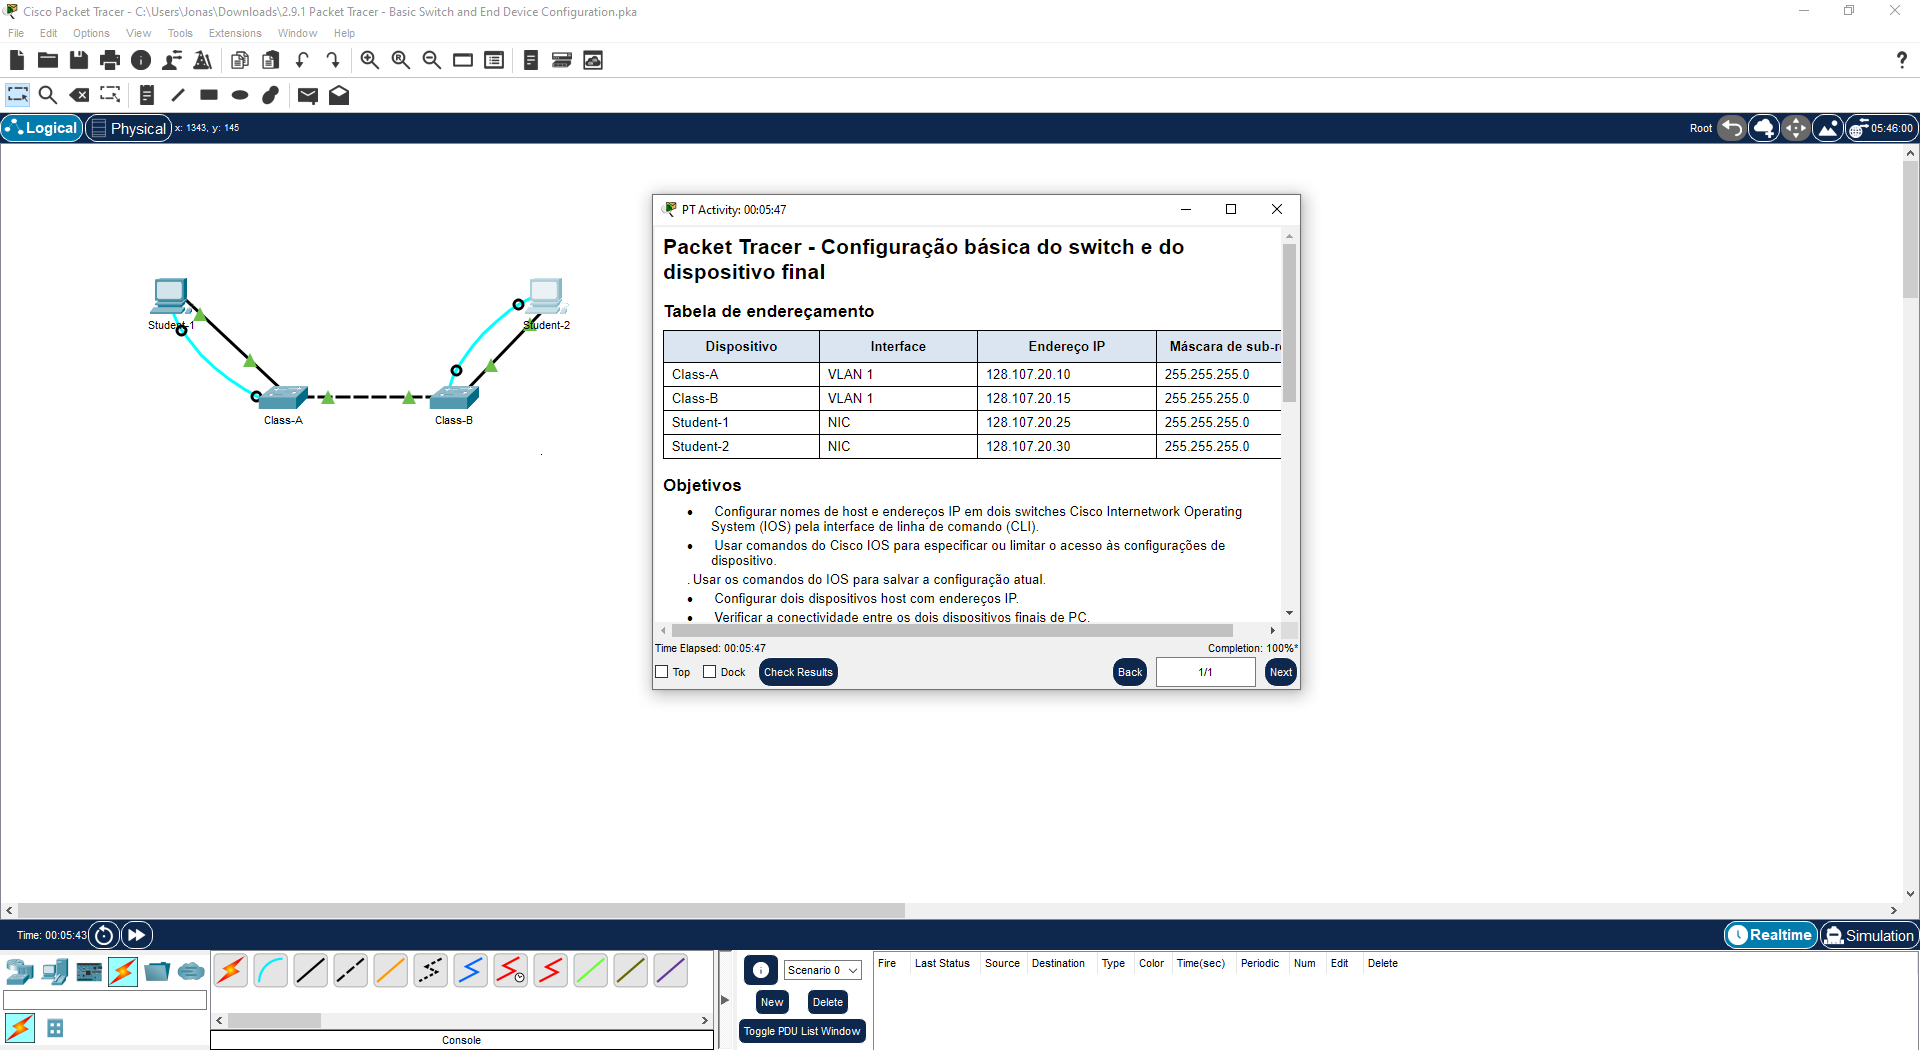 Cisco Packet Tracer - C:\Users\Jonas\Downloads\2.9.1 Packet Tracer - Basic Switch and End Device Configuration.pka
File Edit Options View Tools Extensions Window Help
Logical Physical x: 1343, y: 145 Root 05:46:00
PT Activity: 00:05:47
Packet Tracer - Configuração básica do switch e do
dispositivo final
Tabela de endereçamento
Dispositivo Interface Endereço IP Máscara de sub-r
Class-A VLAN 1 128.107.20.10 255.255.255.0
Class-B VLAN 1 128.107.20.15 255.255.255.0
Student-1 NIC 128.107.20.25 255.255.255.0
Student-2 NIC 128.107.20.30 255.255.255.0
Objetivos
• Configurar nomes de host e endereços IP em dois switches Cisco Internetwork Operating
System (IOS) pela interface de linha de comando (CLI).
• Usar comandos do Cisco IOS para especificar ou limitar o acesso às configurações de
dispositivo.
. Usar os comandos do IOS para salvar a configuração atual.
• Configurar dois dispositivos host com endereços IP.
• Verificar a conectividade entre os dois dispositivos finais de PC.
Time Elapsed: 00:05:47 Completion: 100%*
Top Dock Check Results Back 1/1 Next
Student-1
Student-2
Class-A
Class-B
Time: 00:05:43 Realtime Simulation
Scenario 0
New Delete
Toggle PDU List Window
Fire Last Status Source Destination Type Color Time(sec) Periodic Num Edit Delete
Console